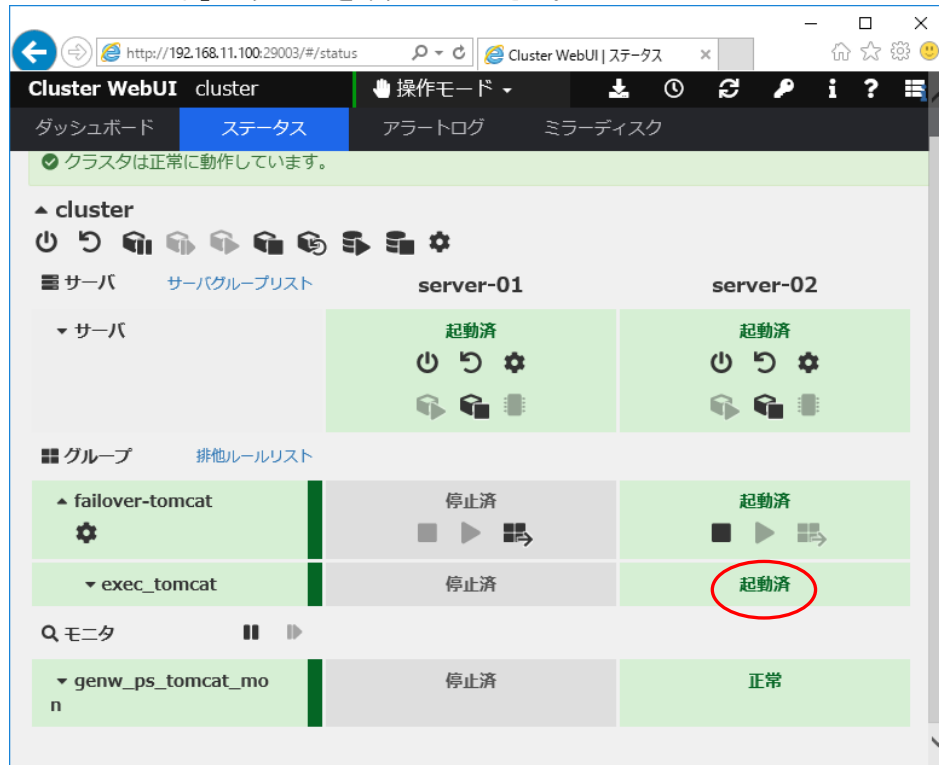 http://192.168.11.100:29003/#/status
Cluster WebUI | ステータス
Cluster WebUI cluster 操作モード
ダッシュボード ステータス アラートログ ミラーディスク
クラスタは正常に動作しています。
cluster
サーバ サーバグループリスト server-01 server-02
サーバ 起動済 起動済
グループ 排他ルールリスト
failover-tomcat 停止済 起動済
exec_tomcat 停止済 起動済
モニタ
genw_ps_tomcat_mo 停止済 正常
n